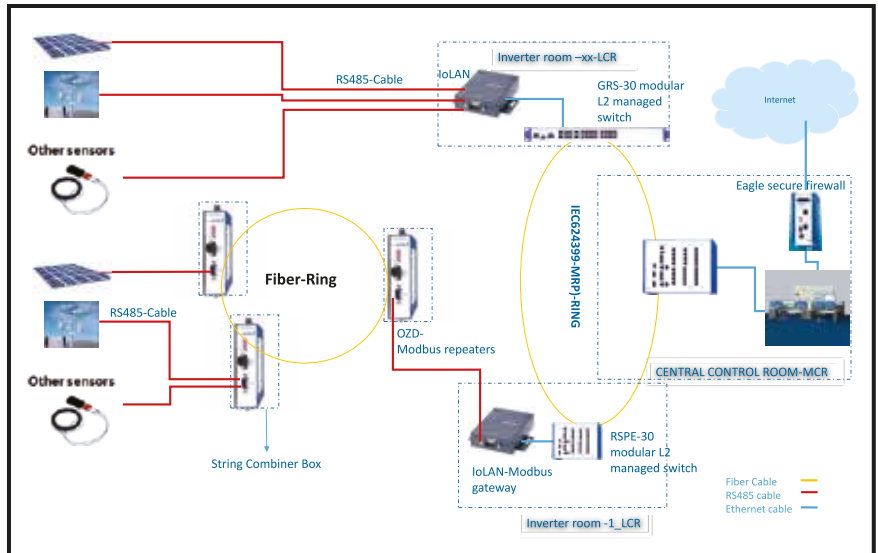 Inverter room –xx-LCR
IoLAN
RS485-Cable
GRS-30 modular
L2 managed
switch
Internet
Other sensors
Eagle secure firewall
IEC624399-MRP)-RING
Fiber-Ring
RS485-Cable
OZD-
Modbus repeaters
CENTRAL CONTROL ROOM-MCR
Other sensors
String Combiner Box
RSPE-30
modular L2
managed switch
IoLAN-Modbus
gateway
Fiber Cable
RS485 cable
Ethernet cable
Inverter room -1_LCR